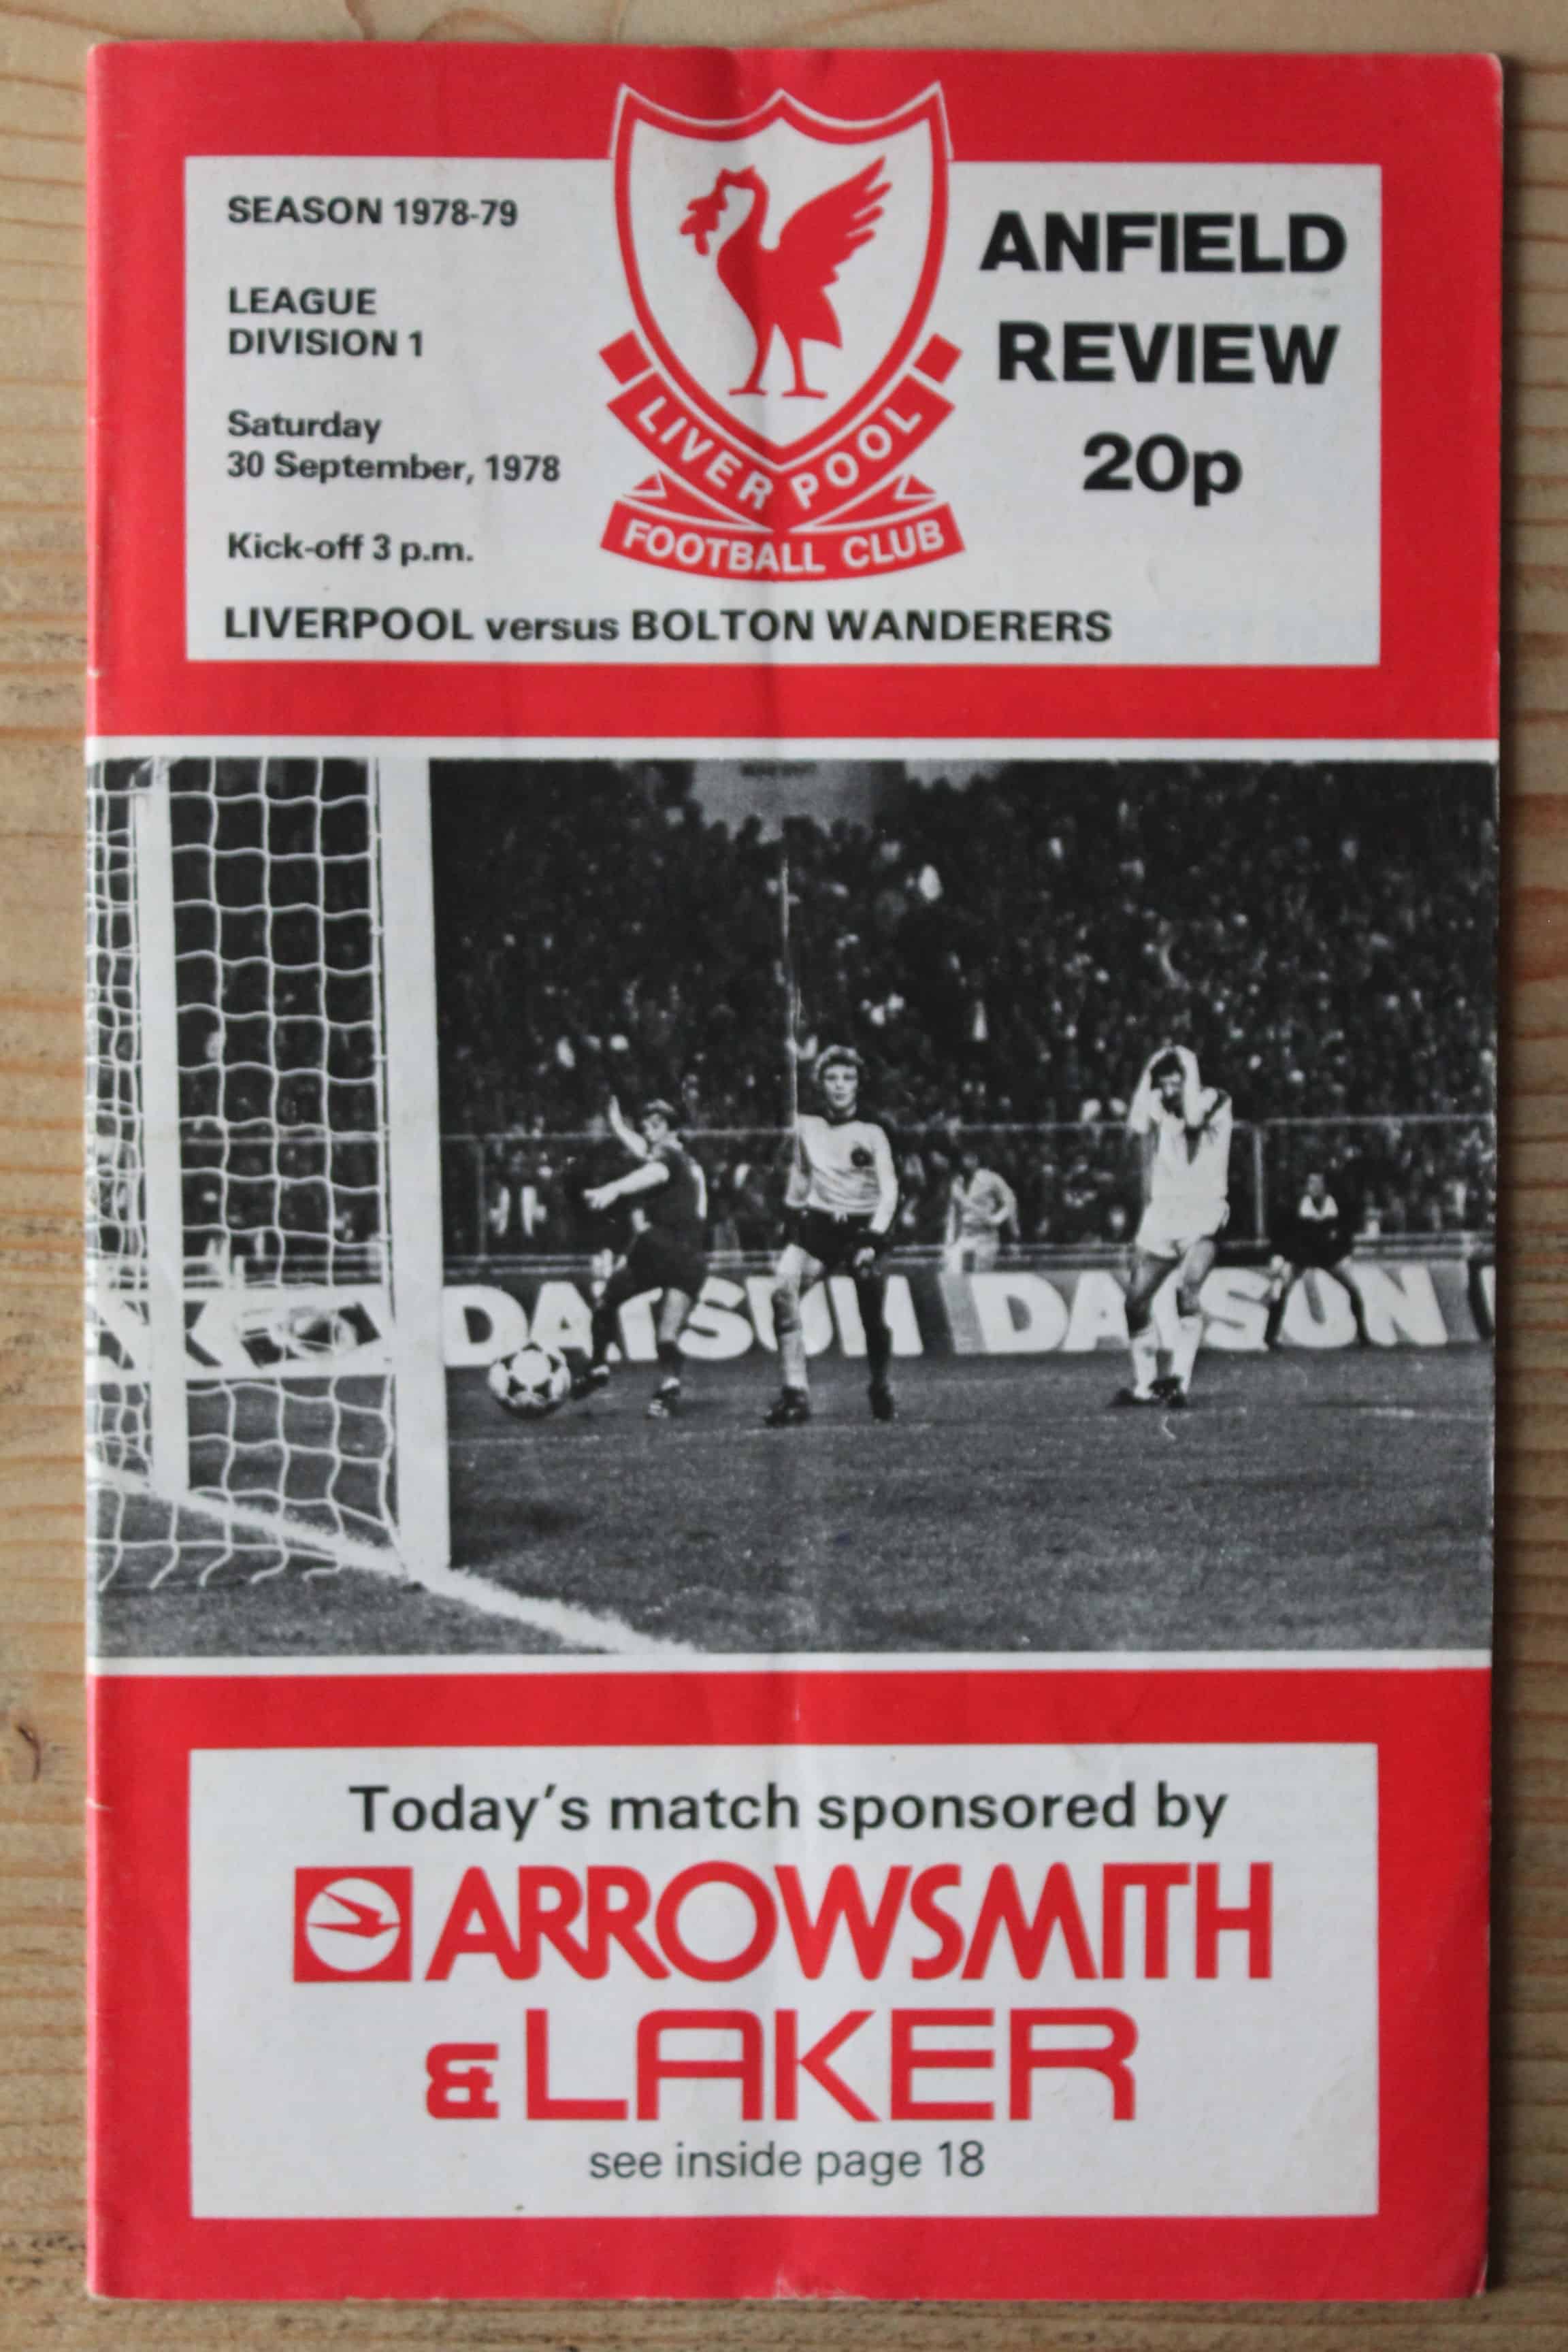 SEASON 1978-79
LEAGUE
DIVISION 1
Saturday
30 September, 1978
Kick-off 3 p.m.
LIVERPOOL versus BOLTON WANDERERS
LIVERPOOL
FOOTBALL CLUB
ANFIELD
REVIEW
20p
DATSUN DATSUN
Today's match sponsored by
ARROWSMITH
& LAKER
see inside page 18